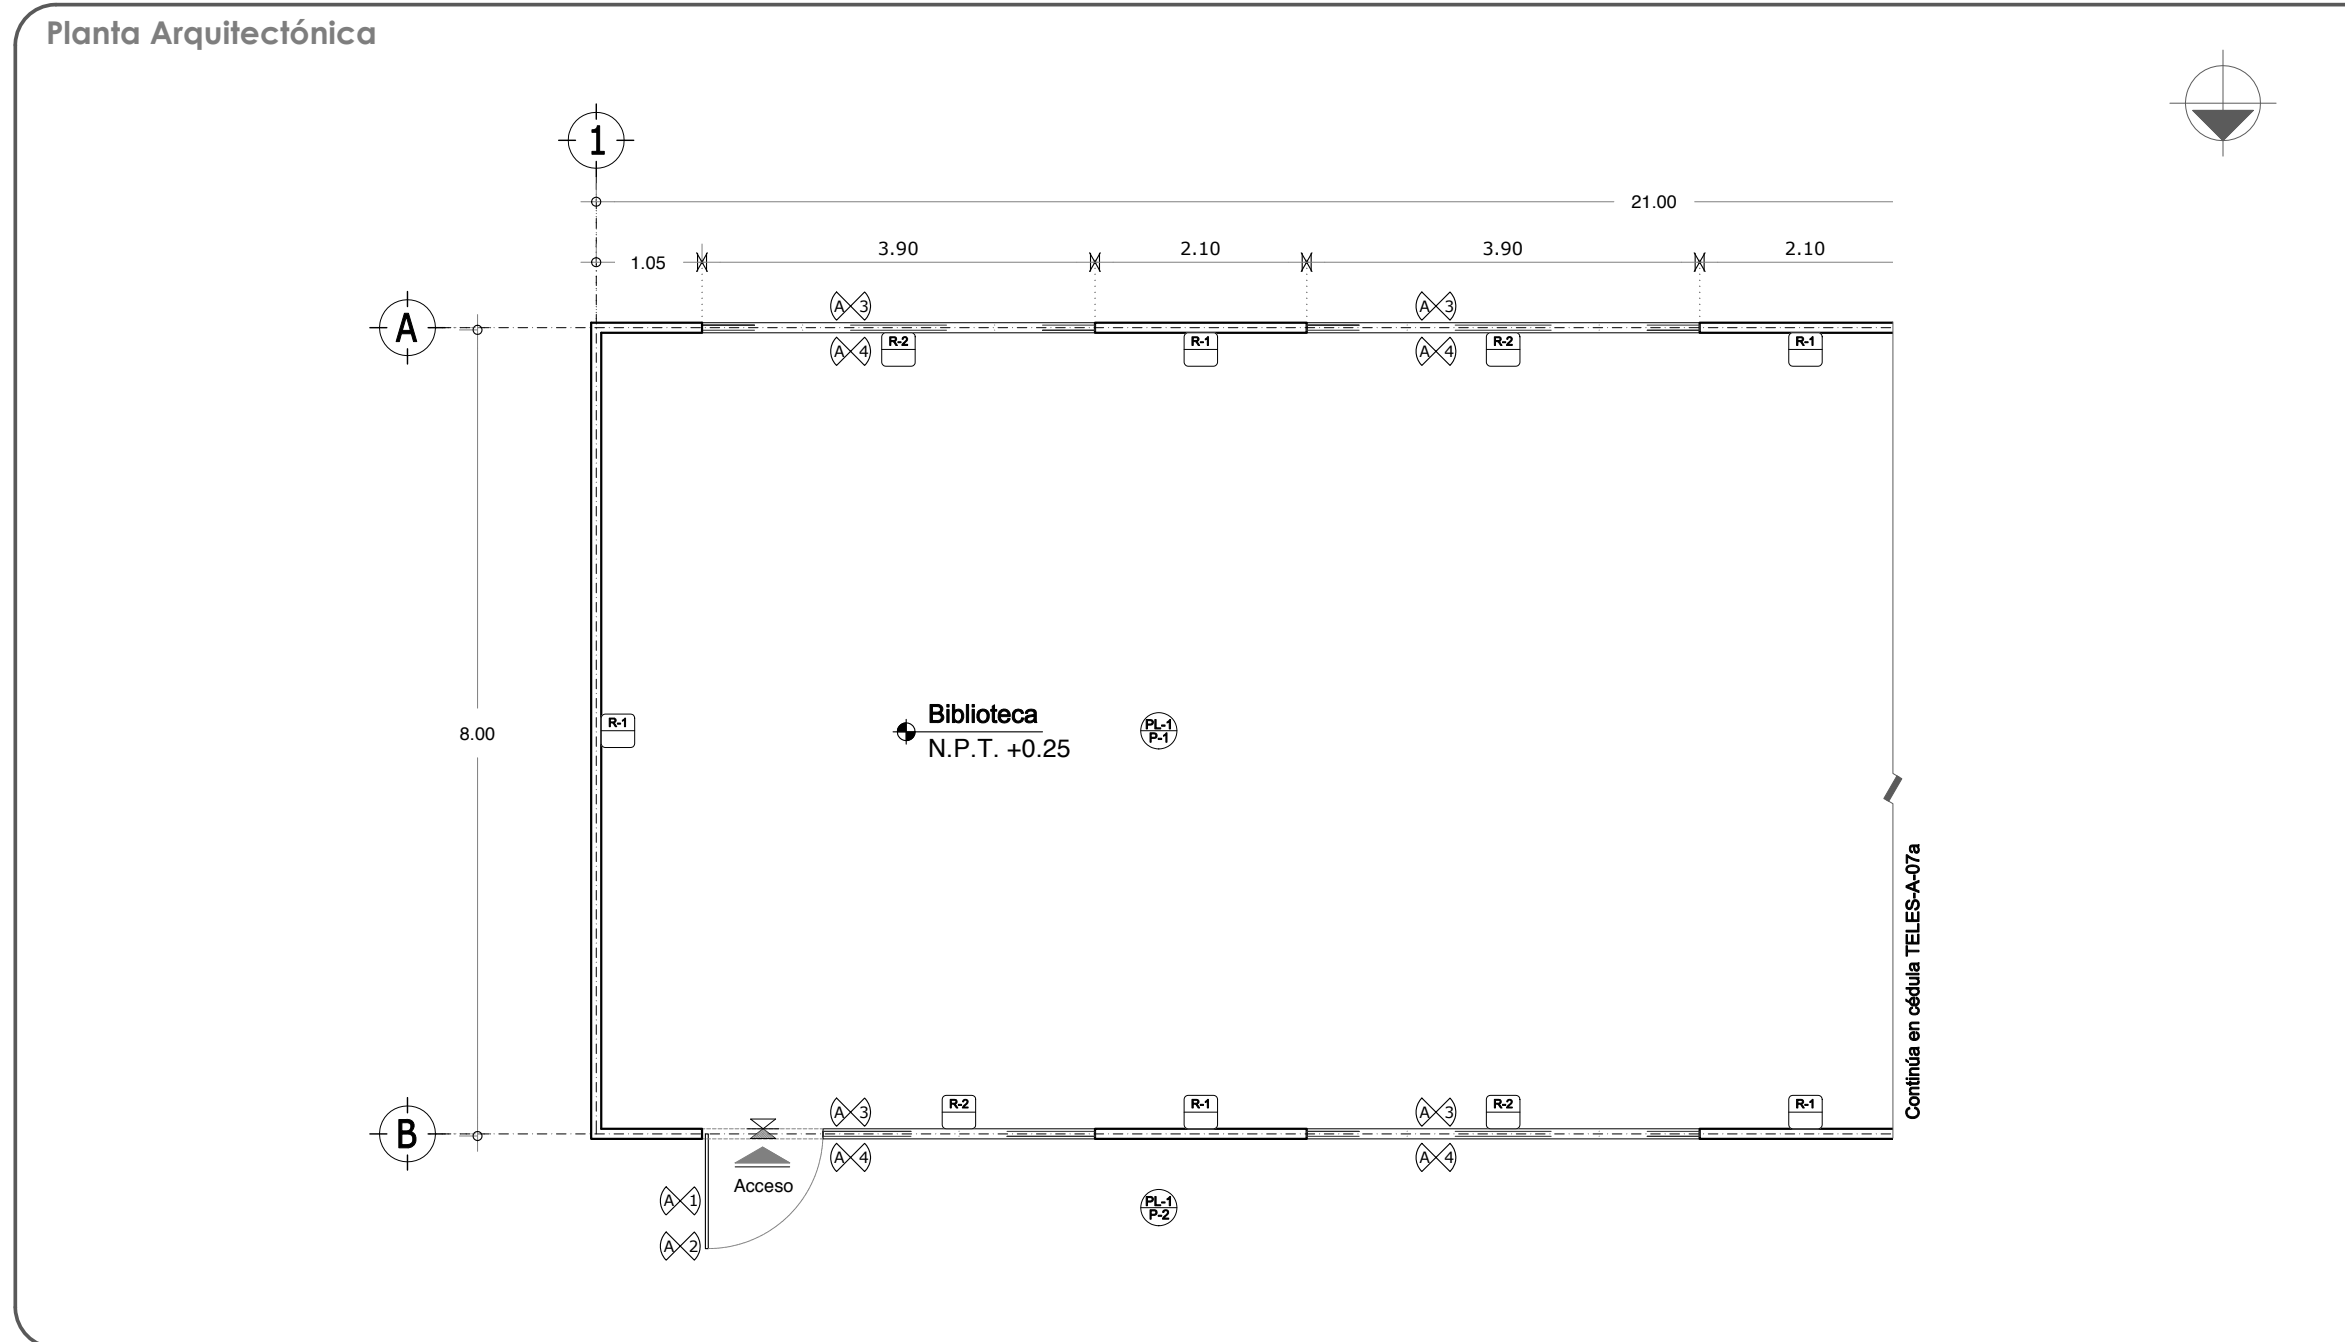 Planta Arquitectónica
1
21.00
1.05
3.90
2.10
3.90
2.10
A 3
A 3
A
A 4
R-2
R-1
A 4
R-2
R-1
R-1
8.00
Biblioteca
N.P.T. +0.25
PL-1
P-1
Continúa en cédula TELES-A-07a
A 3
R-2
R-1
A 3
R-2
R-1
B
A 4
A 4
Acceso
A 1
A 2
PL-1
P-2